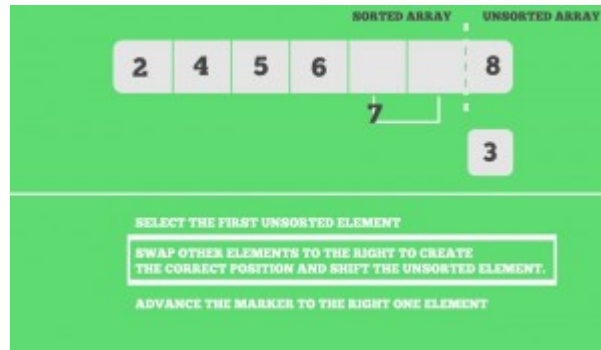 SORTED ARRAY UNSORTED ARRAY
2 4 5 6 8
7
3
SELECT THE FIRST UNSORTED ELEMENT
SWAP OTHER ELEMENTS TO THE RIGHT TO CREATE
THE CORRECT POSITION AND SHIFT THE UNSORTED ELEMENT.
ADVANCE THE MARKER TO THE RIGHT ONE ELEMENT